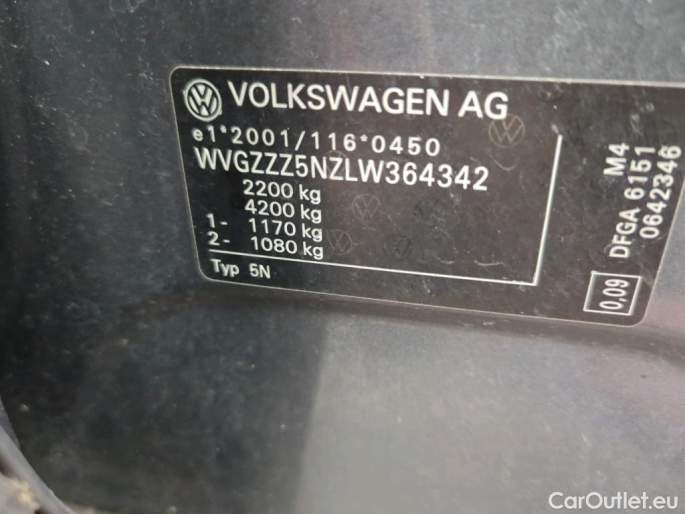 VOLKSWAGEN AG
e1*2001/116*0450
WVGZZZ5NZLW364342
2200 kg
4200 kg
1- 1170 kg
2- 1080 kg
Typ 5N
M4
DFGA 6151
0642346
0,09
CarOutlet.eu